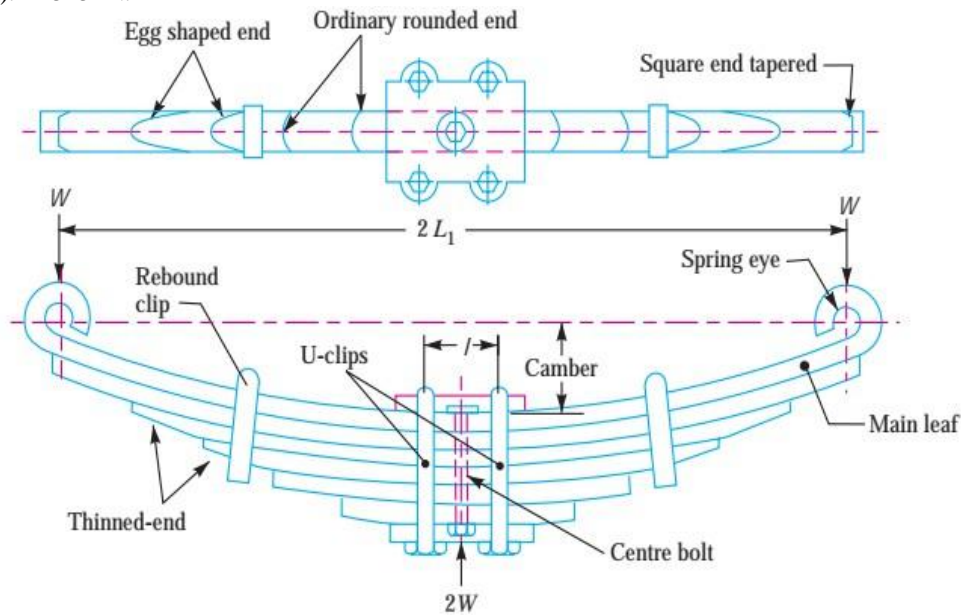 Egg shaped end
Ordinary rounded end
Square end tapered
W
W
2 L1
Spring eye
Rebound
clip
l
U-clips
Camber
Main leaf
Thinned-end
Centre bolt
2W